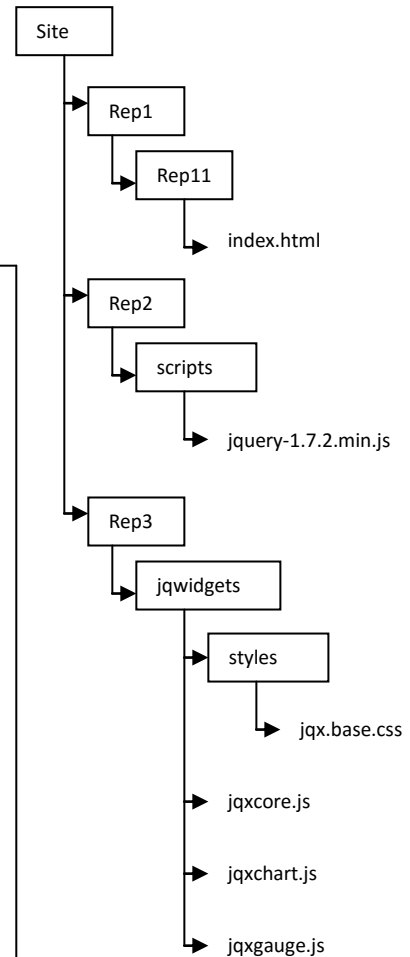 Site
Rep1
Rep11
index.html
Rep2
scripts
jquery-1.7.2.min.js
Rep3
jqwidgets
styles
jqx.base.css
jqxcore.js
jqxchart.js
jqxgauge.js